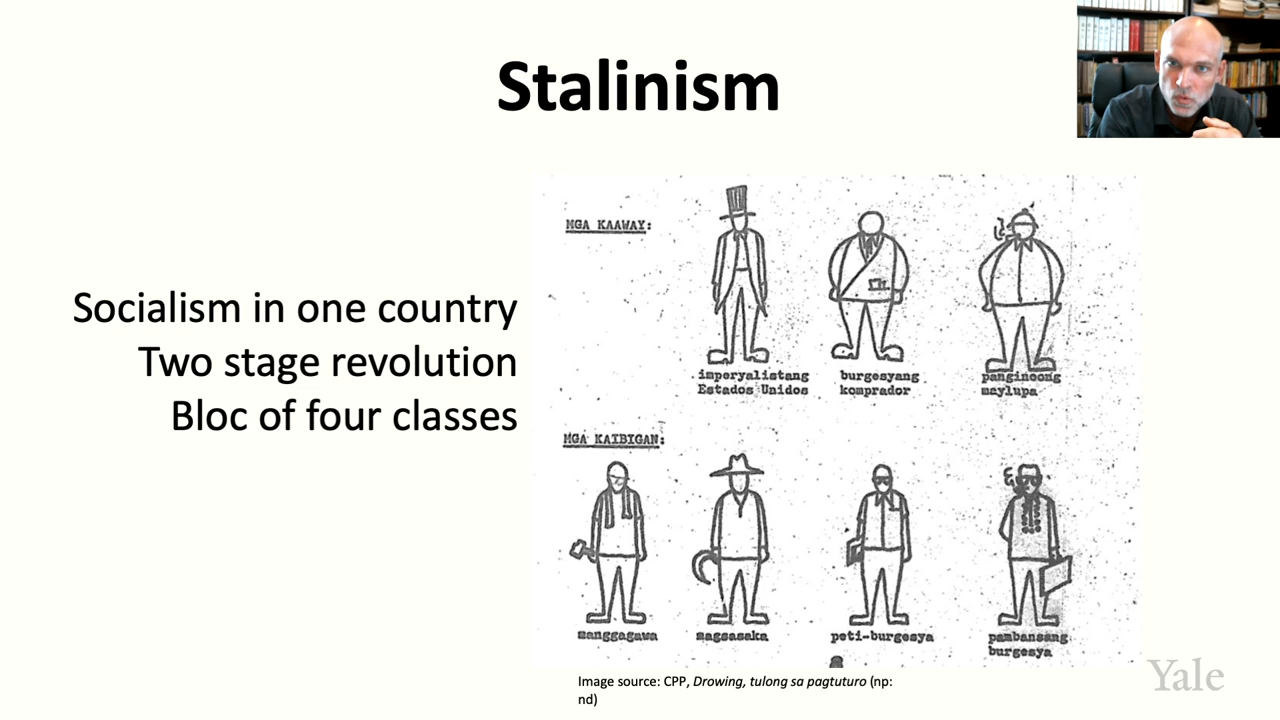 Stalinism
Socialism in one country
Two stage revolution
Bloc of four classes
MGA KAAWAY:
imperyalistang
Estados Unidos
burgesyang
komprador
panginoong
maylupa
MGA KAIBIGAN:
manggagawa
magsasaka
peti-burgesya
pambansang
burgesya
8
Image source: CPP, Drowing, tulong sa pagtuturo (np:
nd)
Yale